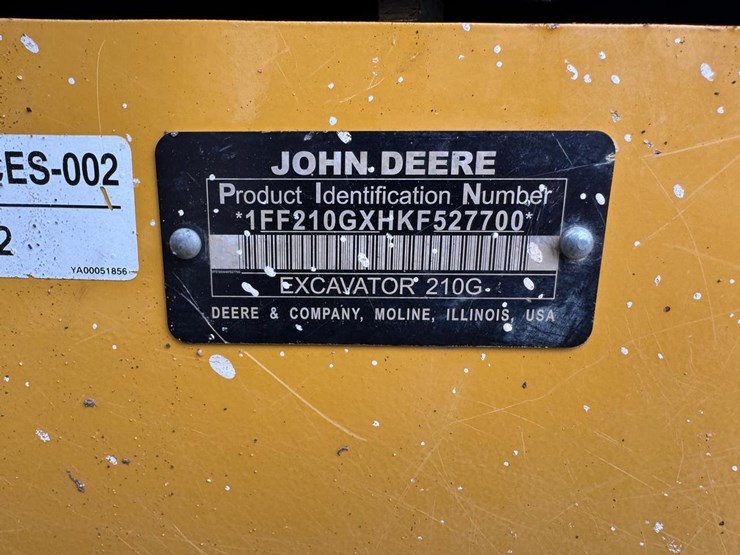 CES-002
2
YA00051856
JOHN DEERE
Product Identification Number
*1FF210GXHKF527700*
EXCAVATOR 210G
DEERE & COMPANY, MOLINE, ILLINOIS, USA